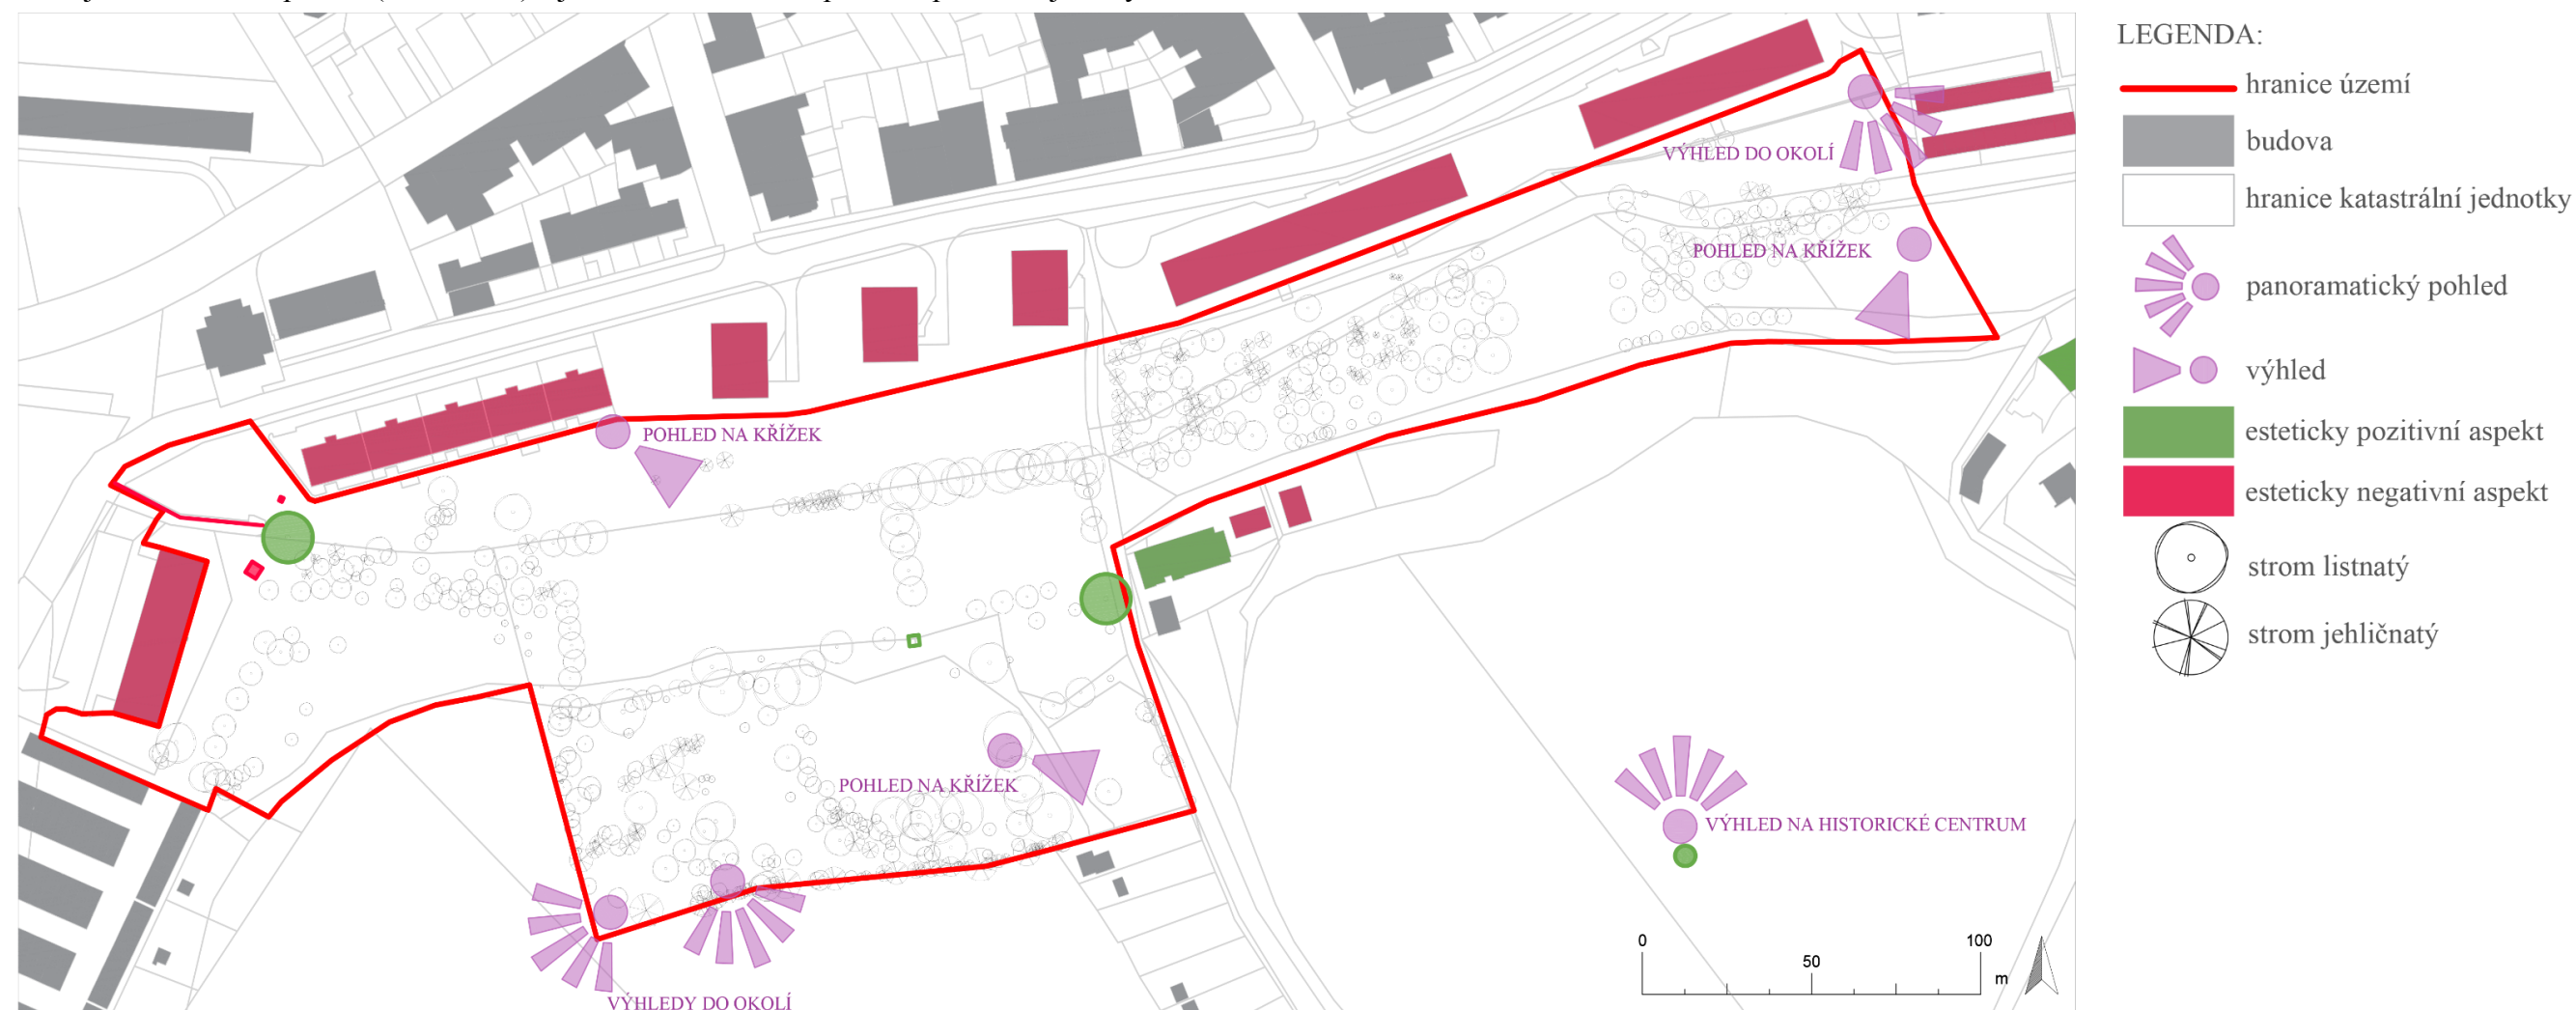 VÝHLED DO OKOLÍ
POHLED NA KŘÍŽEK
POHLED NA KŘÍŽEK
POHLED NA KŘÍŽEK
VÝHLED NA HISTORICKÉ CENTRUM
VÝHLEDY DO OKOLÍ
0
50
100
m
LEGENDA:
hranice území
budova
hranice katastrální jednotky
panoramatický pohled
výhled
esteticky pozitivní aspekt
esteticky negativní aspekt
strom listnatý
strom jehličnatý